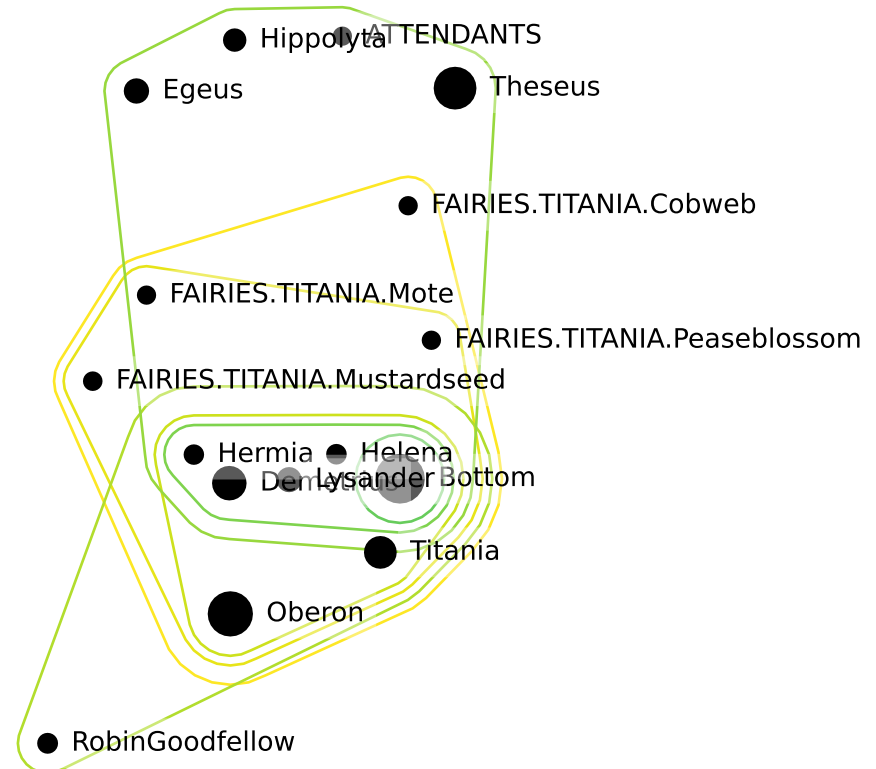 Hippolyta
ATTENDANTS
Egeus
Theseus
FAIRIES.TITANIA.Cobweb
FAIRIES.TITANIA.Mote
FAIRIES.TITANIA.Peaseblossom
FAIRIES.TITANIA.Mustardseed
Hermia
Helena
Demetrius
Lysander
Bottom
Titania
Oberon
RobinGoodfellow